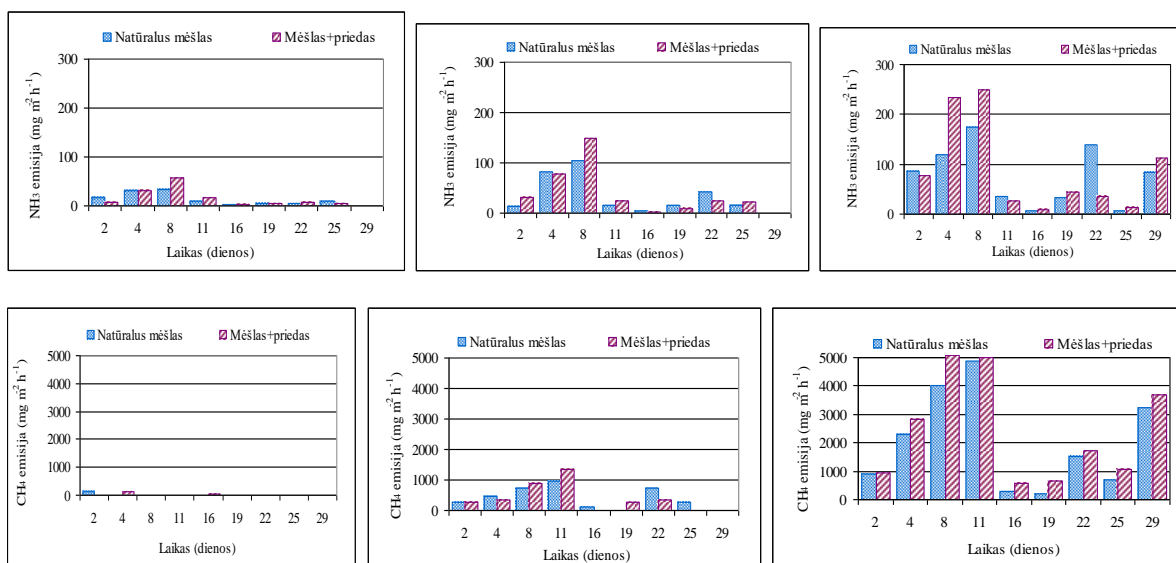 Natūralus mėšlas Mėšlas+priedas
NH3 emisija (mg m-2 h-1)
300
200
100
0
2 4 8 11 16 19 22 25 29
Laikas (dienos)
Natūralus mėšlas Mėšlas+priedas
NH3 emisija (mg m-2 h-1)
300
200
100
0
2 4 8 11 16 19 22 25 29
Laikas (dienos)
Natūralus mėšlas Mėšlas+priedas
NH3 emisija (mg m-2 h-1)
300
200
100
0
2 4 8 11 16 19 22 25 29
Laikas (dienos)
Natūralus mėšlas Mėšlas+priedas
CH4 emisija (mg m-2 h-1)
5000
4000
3000
2000
1000
0
2 4 8 11 16 19 22 25 29
Laikas (dienos)
Natūralus mėšlas Mėšlas+priedas
CH4 emisija (mg m-2 h-1)
5000
4000
3000
2000
1000
0
2 4 8 11 16 19 22 25 29
Laikas (dienos)
Natūralus mėšlas Mėšlas+priedas
CH4 emisija (mg m-2 h-1)
5000
4000
3000
2000
1000
0
2 4 8 11 16 19 22 25 29
Laikas (dienos)